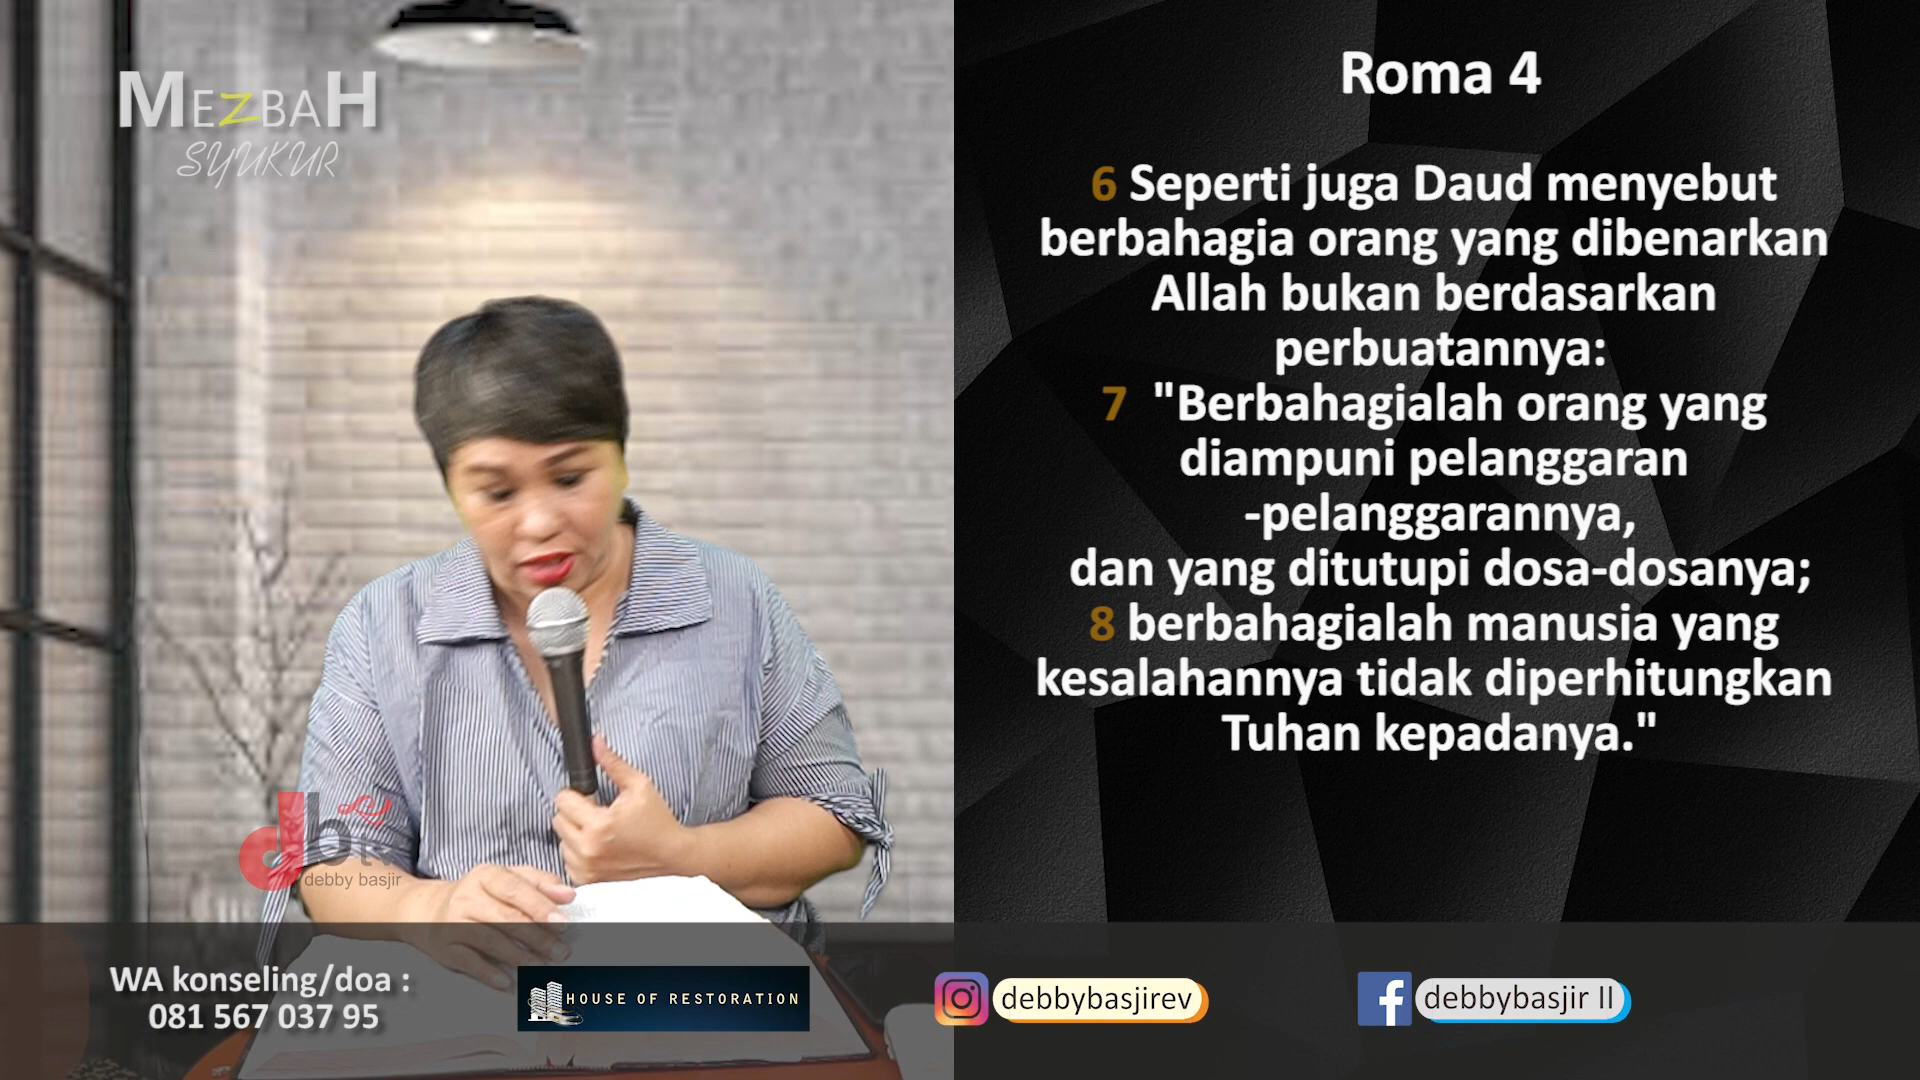 MEZBAH
SYUKUR
Roma 4
6 Seperti juga Daud menyebut
berbahagia orang yang dibenarkan
Allah bukan berdasarkan
perbuatannya:
7 "Berbahagialah orang yang
diampuni pelanggaran
-pelanggarannya,
dan yang ditutupi dosa-dosanya;
8 berbahagialah manusia yang
kesalahannya tidak diperhitungkan
Tuhan kepadanya."
db tv
debby basjir
WA konseling/doa :
081 567 037 95
HOUSE OF RESTORATION
debbybasjirev
debbybasjir II